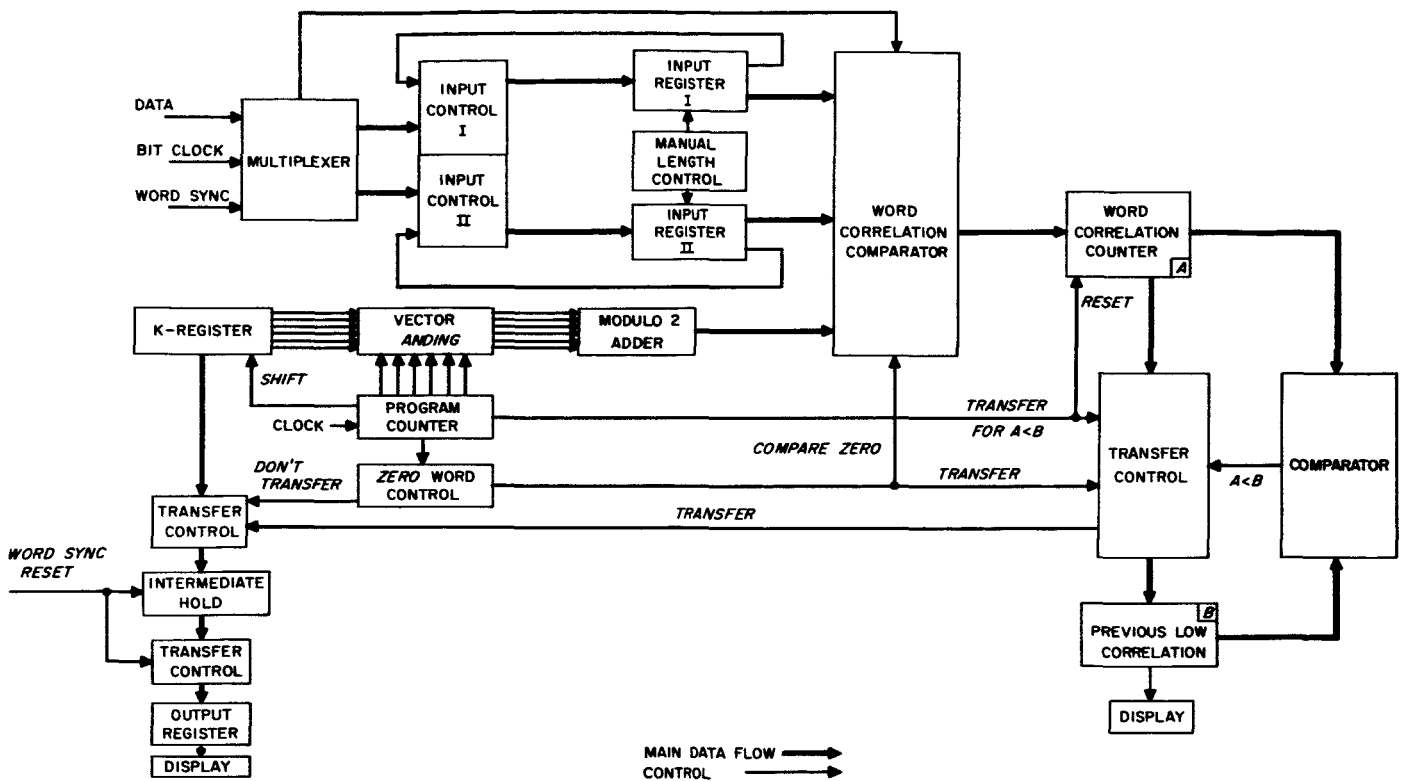 DATA
BIT CLOCK
WORD SYNC
MULTIPLEXER
INPUT
CONTROL
I
INPUT
CONTROL
II
INPUT
REGISTER
I
MANUAL
LENGTH
CONTROL
INPUT
REGISTER
II
WORD
CORRELATION
COMPARATOR
WORD
CORRELATION
COUNTER
A
RESET
K-REGISTER
VECTOR
ANDING
MODULO 2
ADDER
SHIFT
CLOCK
PROGRAM
COUNTER
TRANSFER
FOR A<B
COMPARE ZERO
DON'T
TRANSFER
ZERO WORD
CONTROL
TRANSFER
TRANSFER
CONTROL
A<B
COMPARATOR
TRANSFER
CONTROL
TRANSFER
WORD SYNC
RESET
INTERMEDIATE
HOLD
TRANSFER
CONTROL
OUTPUT
REGISTER
DISPLAY
B
PREVIOUS LOW
CORRELATION
DISPLAY
MAIN DATA FLOW
CONTROL